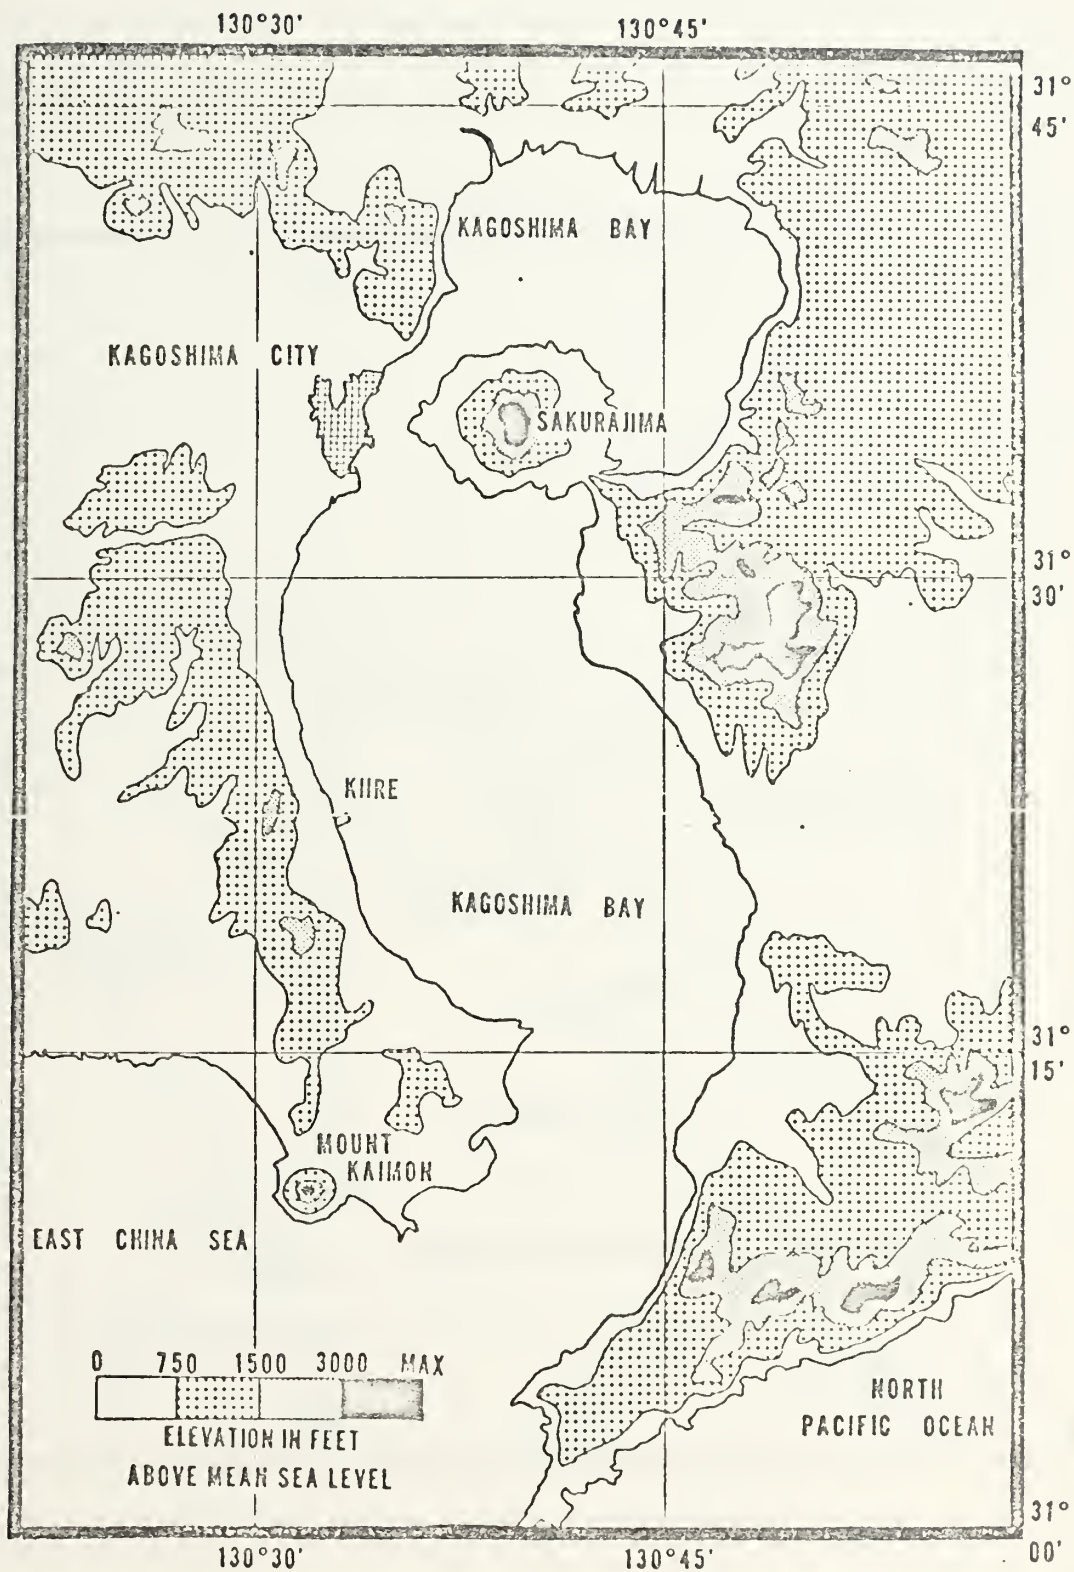 130°30' 130°45'
31°
45'
KAGOSHIMA BAY
KAGOSHIMA CITY
SAKURAJIMA
31°
30'
KIIRE
KAGOSHIMA BAY
31°
15'
MOUNT
KAIMON
EAST CHINA SEA
0 750 1500 3000 MAX
ELEVATION IN FEET
ABOVE MEAN SEA LEVEL
NORTH
PACIFIC OCEAN
31°
00'
130°30' 130°45'